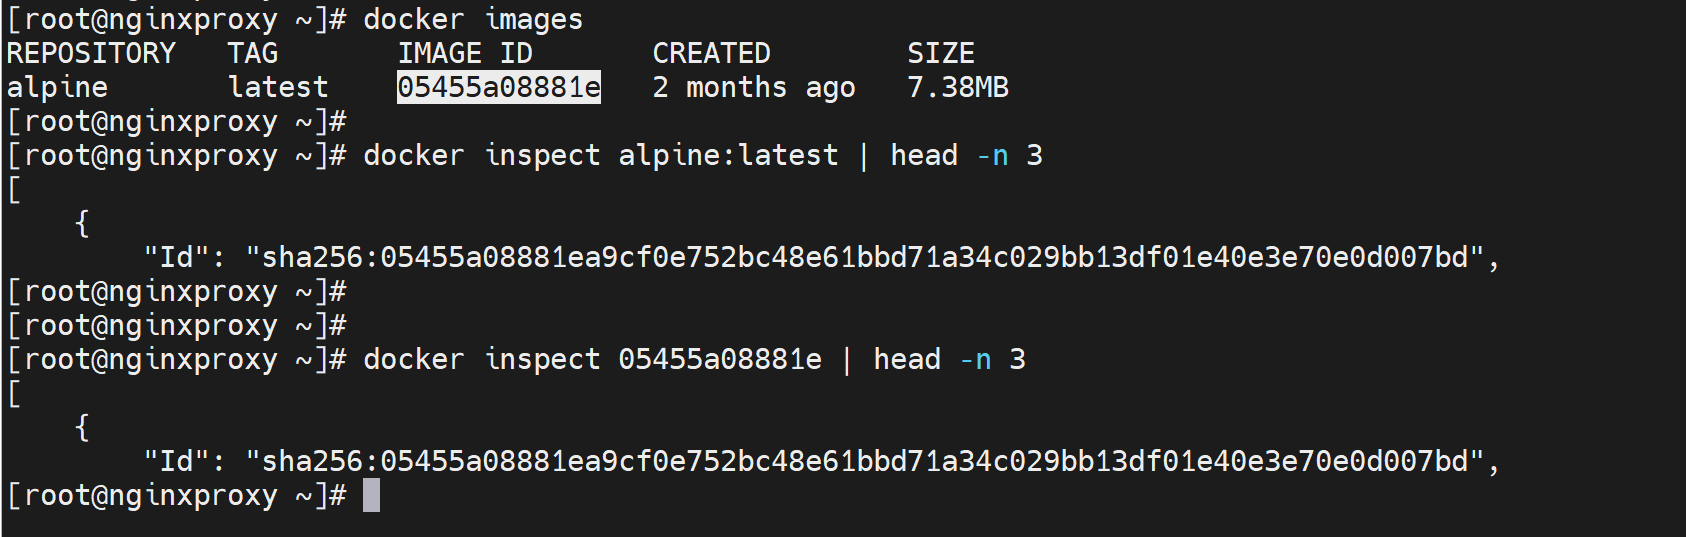 [root@nginxproxy ~]# docker images
REPOSITORY   TAG       IMAGE ID       CREATED        SIZE
alpine       latest    05455a08881e   2 months ago   7.38MB
[root@nginxproxy ~]#
[root@nginxproxy ~]# docker inspect alpine:latest | head -n 3
[
    {
        "Id": "sha256:05455a08881ea9cf0e752bc48e61bbd71a34c029bb13df01e40e3e70e0d007bd",
[root@nginxproxy ~]#
[root@nginxproxy ~]#
[root@nginxproxy ~]# docker inspect 05455a08881e | head -n 3
[
    {
        "Id": "sha256:05455a08881ea9cf0e752bc48e61bbd71a34c029bb13df01e40e3e70e0d007bd",
[root@nginxproxy ~]#